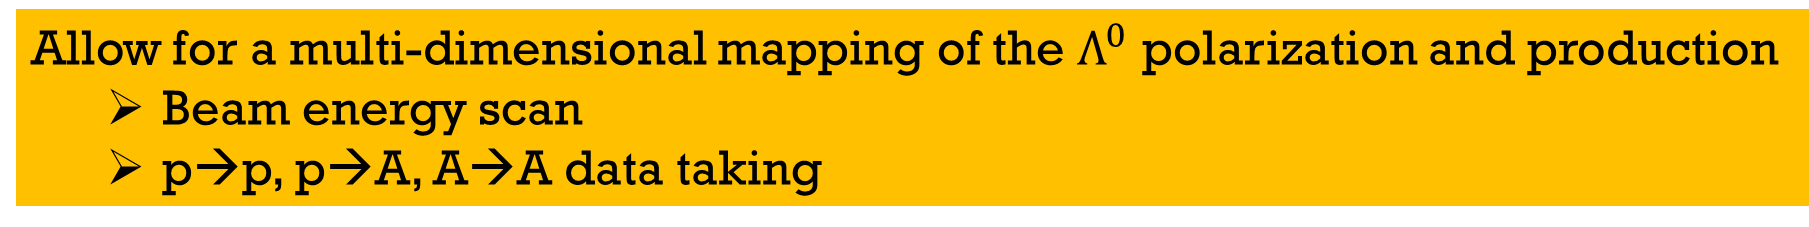 Allow for a multi-dimensional mapping of the Λ⁰ polarization and production
➢ Beam energy scan
➢ p→p, p→A, A→A data taking